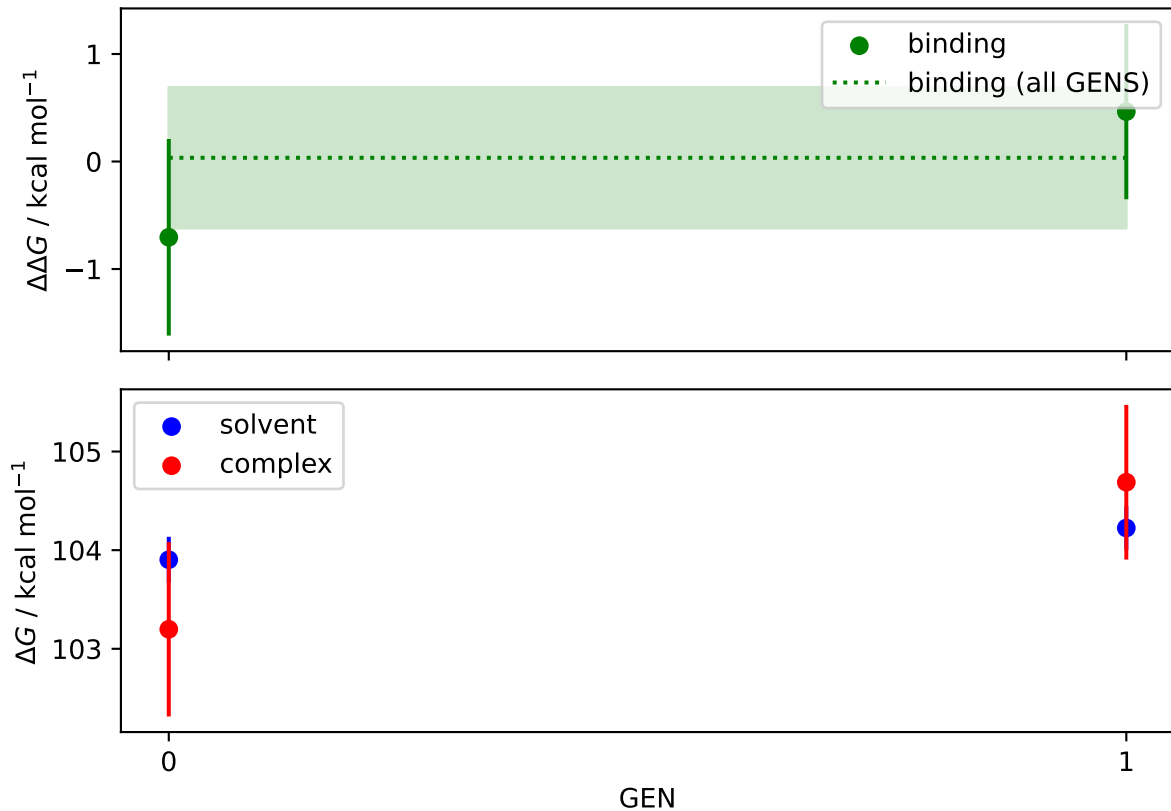 ΔΔG / kcal mol⁻¹
1
0
−1
binding
binding (all GENS)
ΔG / kcal mol⁻¹
105
104
103
solvent
complex
0
1
GEN